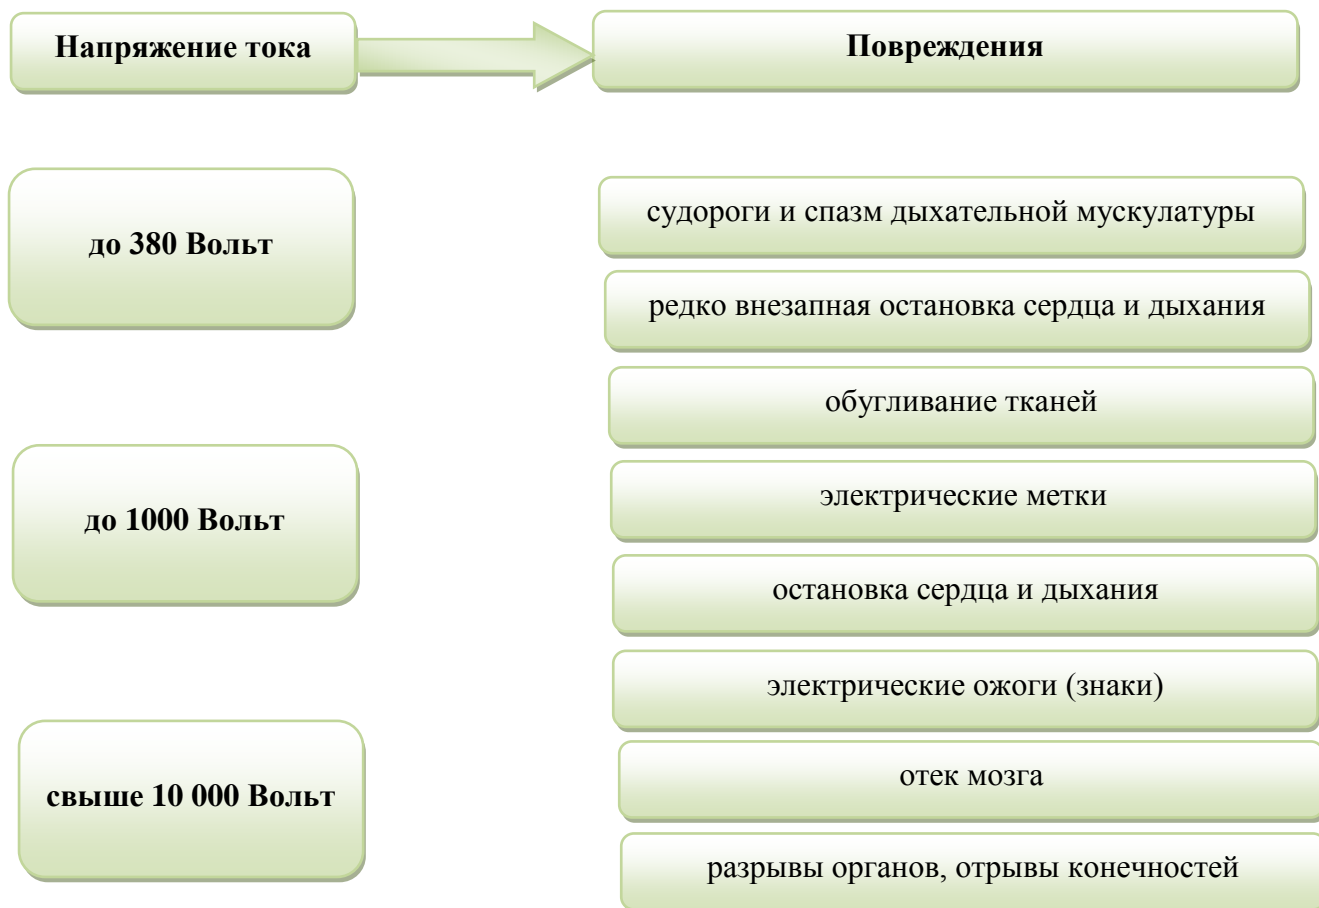 Напряжение тока
Повреждения
до 380 Вольт
судороги и спазм дыхательной мускулатуры
редко внезапная остановка сердца и дыхания
обугливание тканей
до 1000 Вольт
электрические метки
остановка сердца и дыхания
электрические ожоги (знаки)
свыше 10 000 Вольт
отек мозга
разрывы органов, отрывы конечностей